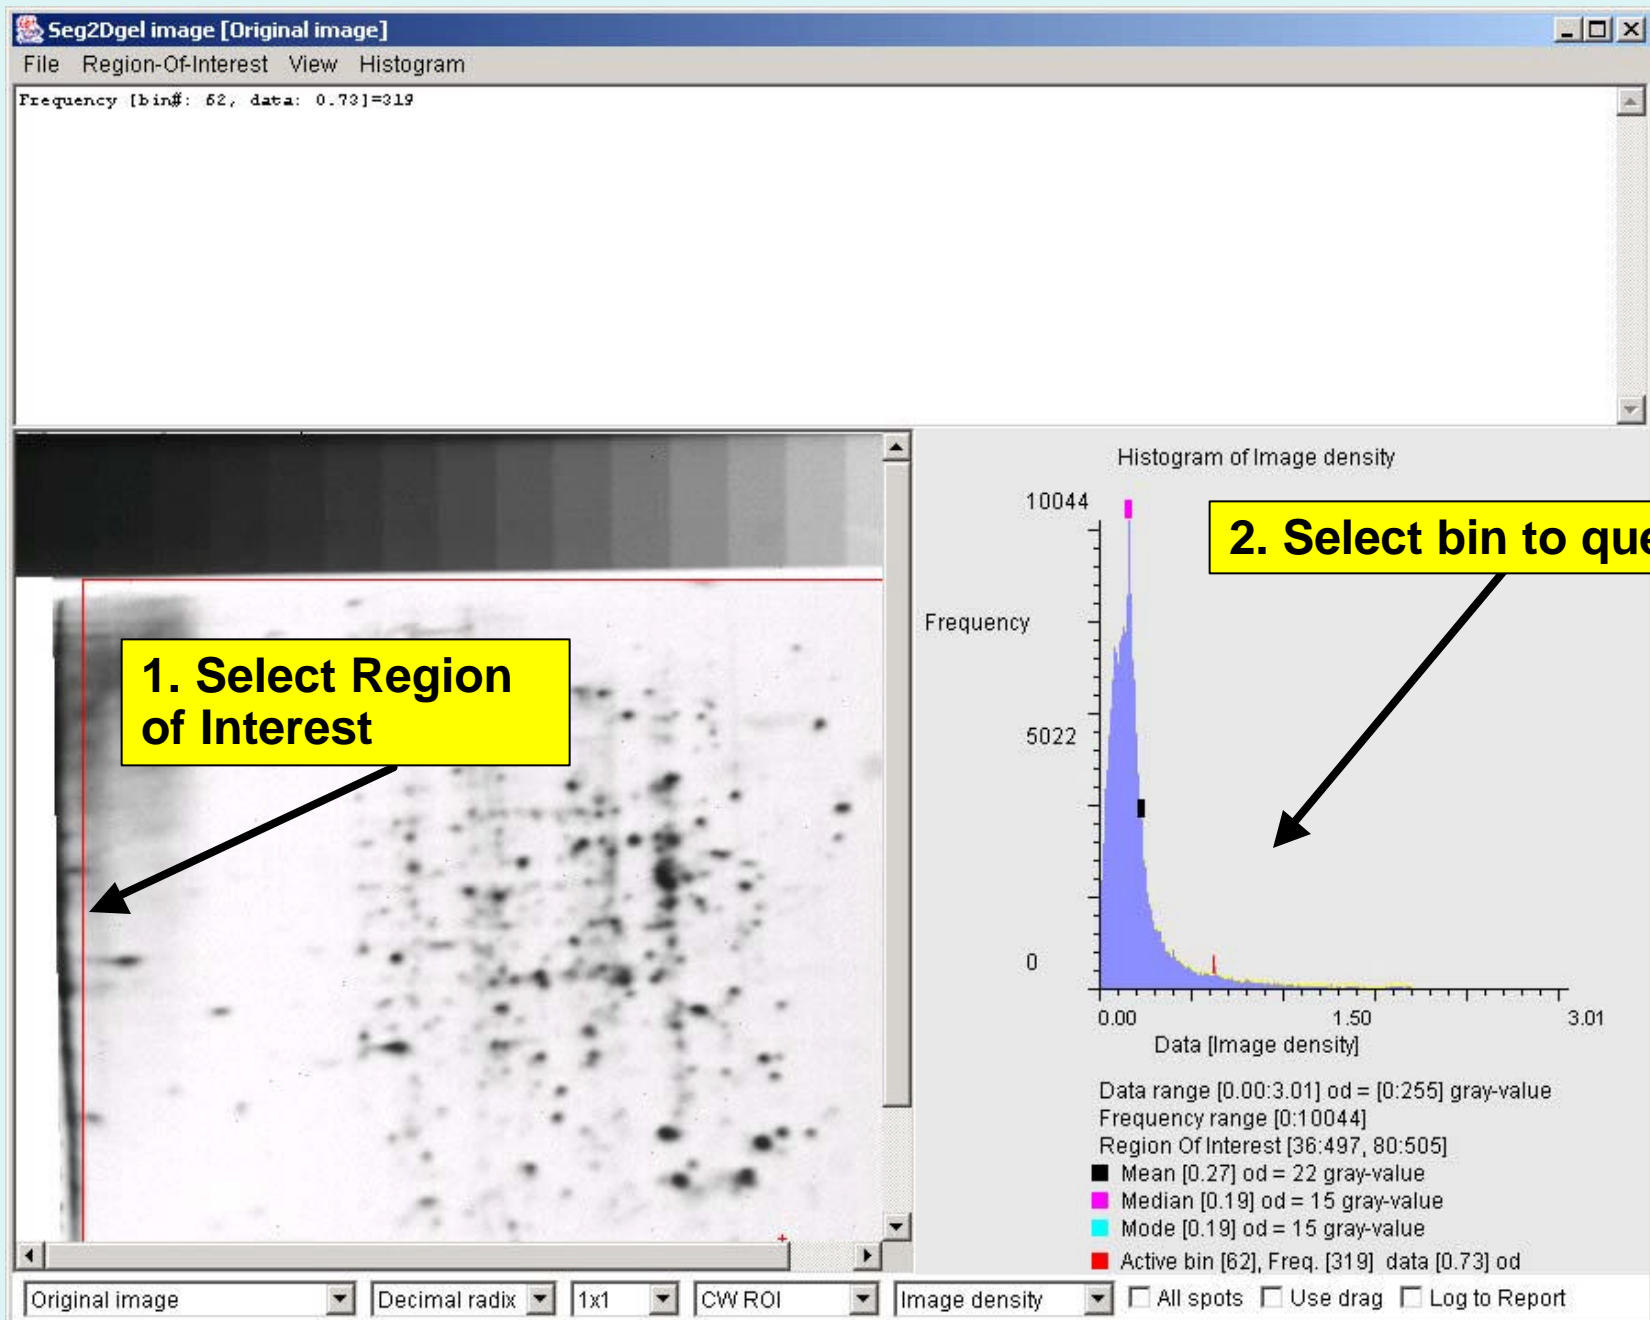 Seg2Dgel image [Original image]
File Region-Of-Interest View Histogram
Frequency [bin#: 62, data: 0.73]=319
1. Select Region
of Interest
Histogram of Image density
10044
2. Select bin to que
Frequency
5022
0
0.00 1.50 3.01
Data [Image density]
Data range [0.00:3.01] od = [0:255] gray-value
Frequency range [0:10044]
Region Of Interest [36:497, 80:505]
Mean [0.27] od = 22 gray-value
Median [0.19] od = 15 gray-value
Mode [0.19] od = 15 gray-value
Active bin [62], Freq. [319] data [0.73] od
Original image Decimal radix 1x1 CW ROI Image density All spots Use drag Log to Report